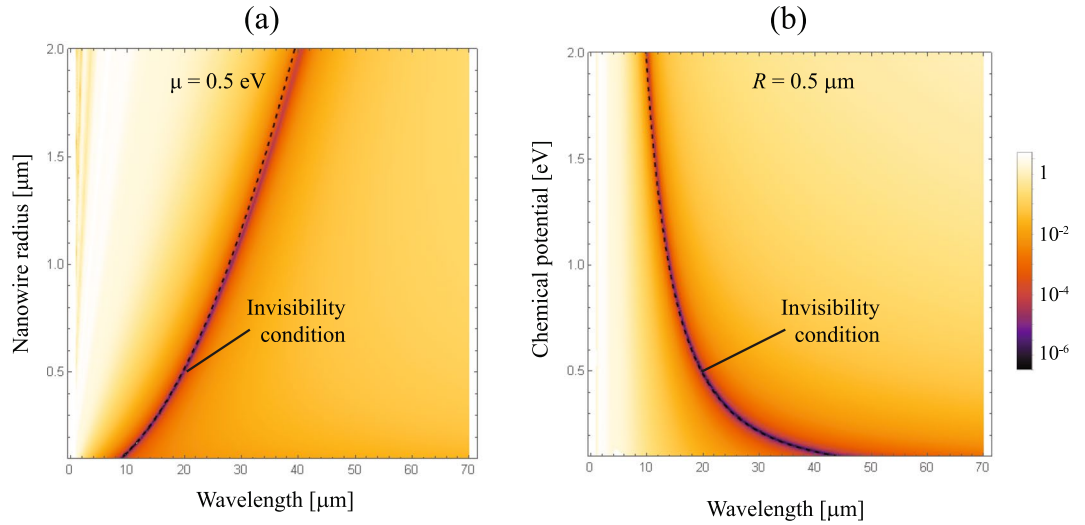 (a)
(b)
μ = 0.5 eV
R = 0.5 μm
Nanowire radius [μm]
2.0
1.5
1.0
0.5
Invisibility
condition
0 10 20 30 40 50 60 70
Wavelength [μm]
Chemical potential [eV]
2.0
1.5
1.0
0.5
Invisibility
condition
0 10 20 30 40 50 60 70
Wavelength [μm]
1
10⁻²
10⁻⁴
10⁻⁶